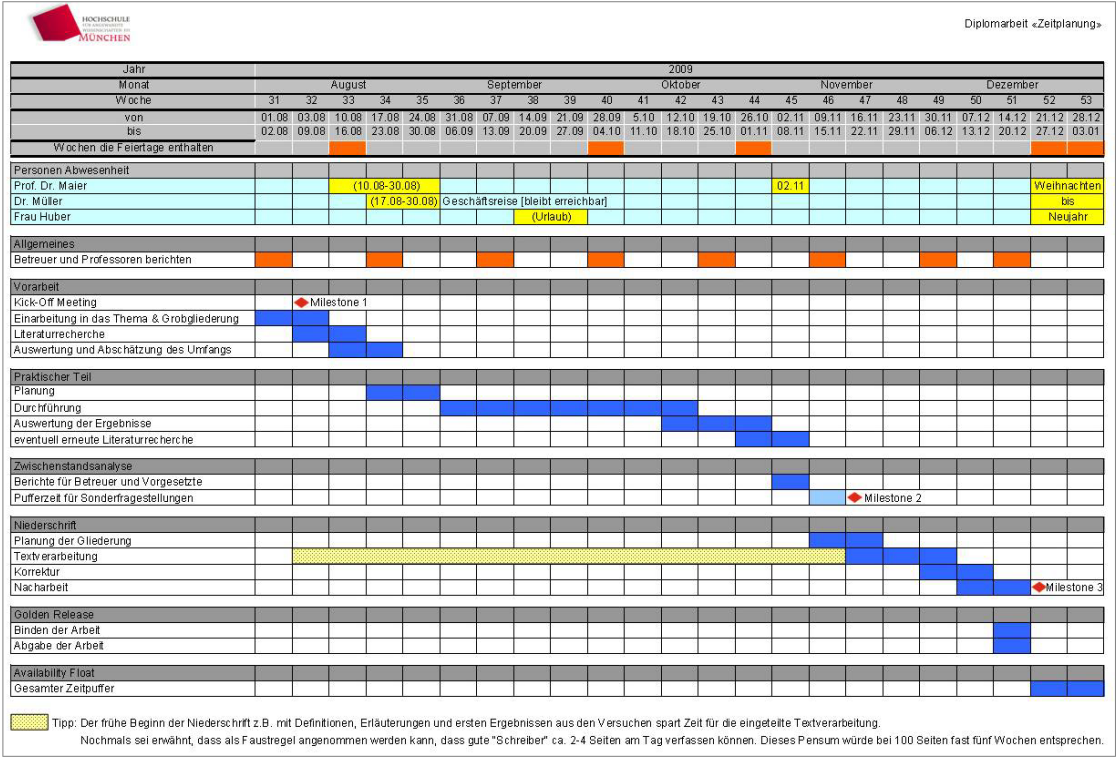 HOCHSCHULE
FÜR ANGEWANDTE
WISSENSCHAFTEN
MÜNCHEN
Diplomarbeit «Zeitplanung»
Jahr 2009
Monat August September Oktober November Dezember
Woche 31 32 33 34 35 36 37 38 39 40 41 42 43 44 45 46 47 48 49 50 51 52 53
von 01.08 03.08 10.08 17.08 24.08 31.08 07.09 14.09 21.09 28.09 5.10 12.10 19.10 26.10 02.11 09.11 16.11 23.11 30.11 07.12 14.12 21.12 28.12
bis 02.08 09.08 16.08 23.08 30.08 06.09 13.09 20.09 27.09 04.10 11.10 18.10 25.10 01.11 08.11 15.11 22.11 29.11 06.12 13.12 20.12 27.12 03.01
Wochen die Feiertage enthalten
Personen Abwesenheit
Prof. Dr. Maier (10.08-30.08) 02.11 Weihnachten
Dr. Müller (17.08-30.08) Geschäftsreise [bleibt erreichbar] bis
Frau Huber (Urlaub) Neujahr
Allgemeines
Betreuer und Professoren berichten
Vorarbeit
Kick-Off Meeting Milestone 1
Einarbeitung in das Thema & Grobgliederung
Literaturrecherche
Auswertung und Abschätzung des Umfangs
Praktischer Teil
Planung
Durchführung
Auswertung der Ergebnisse
eventuell erneute Literaturrecherche
Zwischenstandsanalyse
Berichte für Betreuer und Vorgesetzte
Pufferzeit für Sonderfragestellungen Milestone 2
Niederschrift
Planung der Gliederung
Textverarbeitung
Korrektur
Nacharbeit Milestone 3
Golden Release
Binden der Arbeit
Abgabe der Arbeit
Availability Float
Gesamter Zeitpuffer
Tipp: Der frühe Beginn der Niederschrift z.B. mit Definitionen, Erläuterungen und ersten Ergebnissen aus den Versuchen spart Zeit für die eingeteilte Textverarbeitung.
Nochmals sei erwähnt, dass als Faustregel angenommen werden kann, dass gute "Schreiber" ca. 2-4 Seiten am Tag verfassen können. Dieses Pensum würde bei 100 Seiten fast fünf Wochen entsprechen.